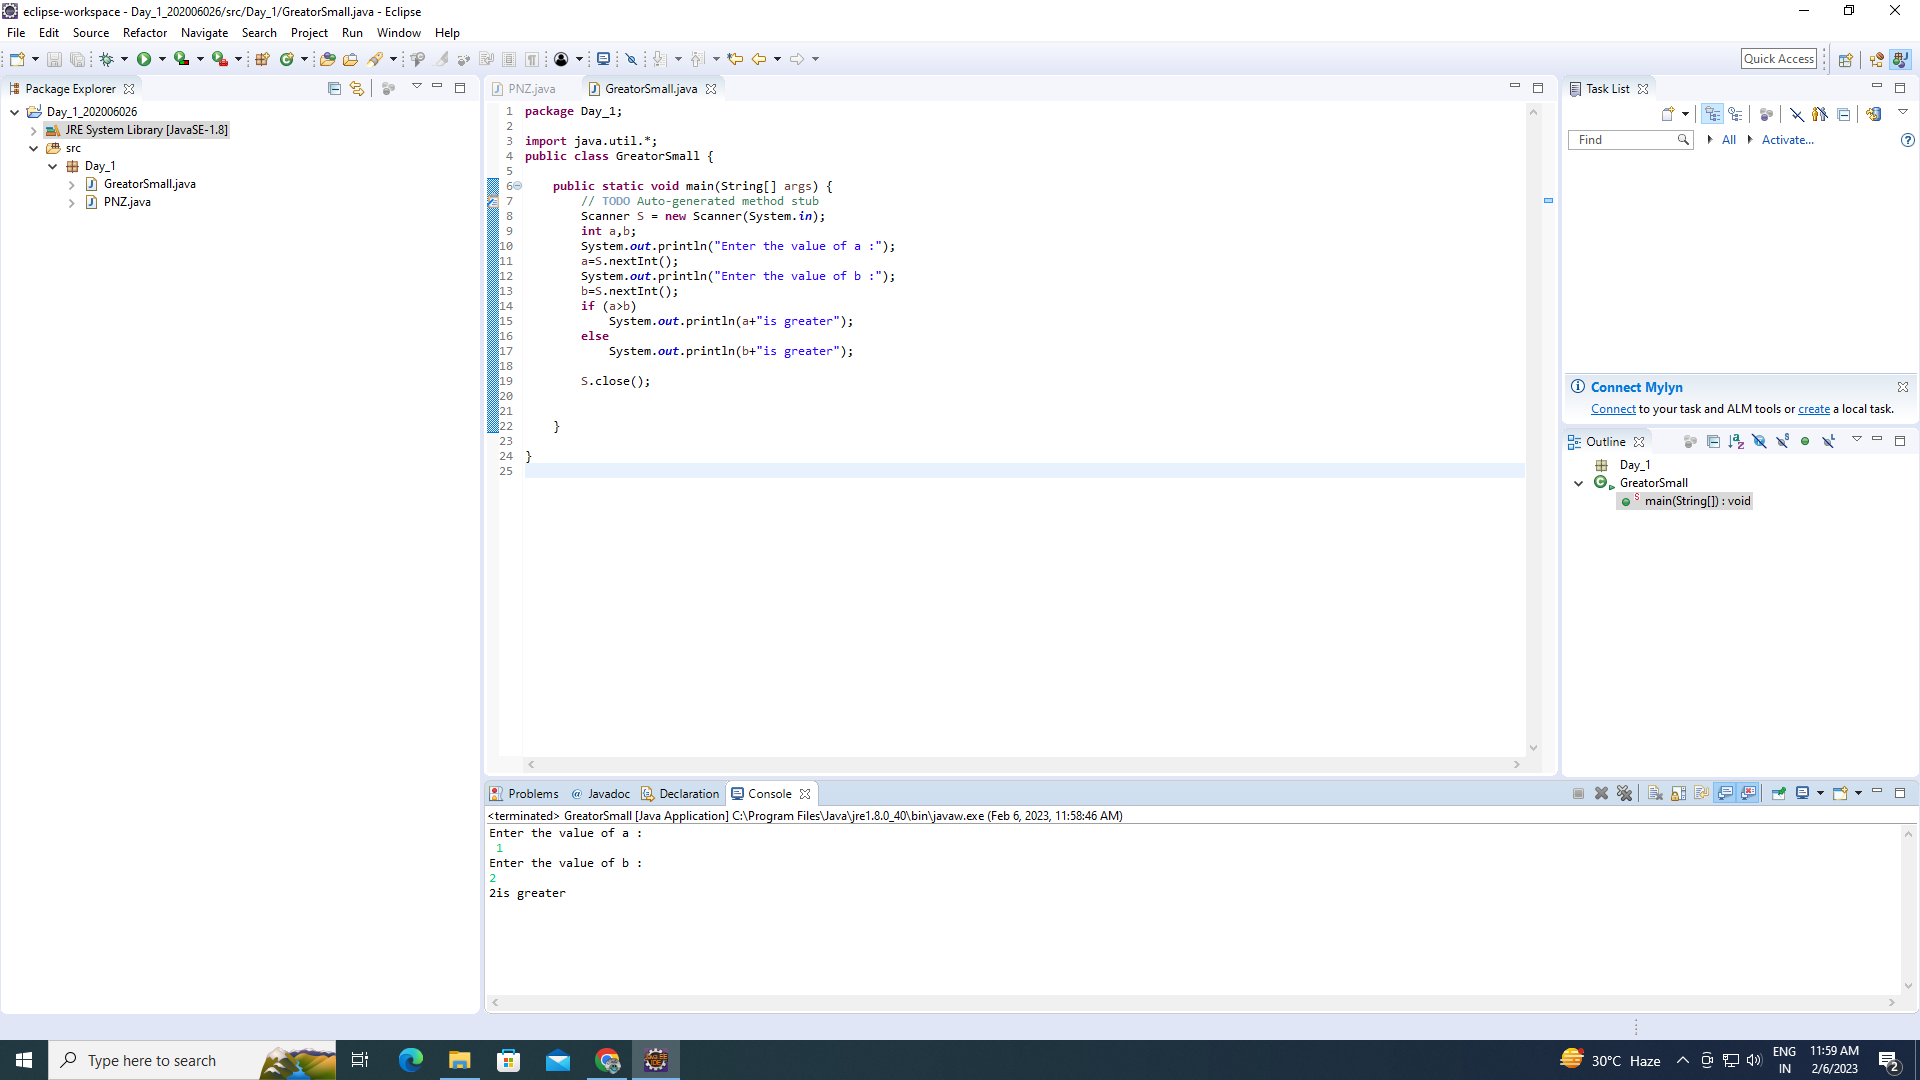 eclipse-workspace - Day_1_202006026/src/Day_1/GreatorSmall.java - Eclipse
File Edit Source Refactor Navigate Search Project Run Window Help
Quick Access
Package Explorer
Day_1_202006026
JRE System Library [JavaSE-1.8]
src
Day_1
GreatorSmall.java
PNZ.java
PNZ.java GreatorSmall.java
1 package Day_1;
2
3 import java.util.*;
4 public class GreatorSmall {
5
6 public static void main(String[] args) {
7 // TODO Auto-generated method stub
8 Scanner S = new Scanner(System.in);
9 int a,b;
10 System.out.println("Enter the value of a :");
11 a=S.nextInt();
12 System.out.println("Enter the value of b :");
13 b=S.nextInt();
14 if (a>b)
15 System.out.println(a+"is greater");
16 else
17 System.out.println(b+"is greater");
18
19 S.close();
20
21
22 }
23
24 }
25
Task List
Find All Activate...
Connect Mylyn
Connect to your task and ALM tools or create a local task.
Outline
Day_1
GreatorSmall
main(String[]) : void
Problems Javadoc Declaration Console
<terminated> GreatorSmall [Java Application] C:\Program Files\Java\jre1.8.0_40\bin\javaw.exe (Feb 6, 2023, 11:58:46 AM)
Enter the value of a :
1
Enter the value of b :
2
2is greater
Type here to search
30°C Haze
ENG
IN
11:59 AM
2/6/2023
2